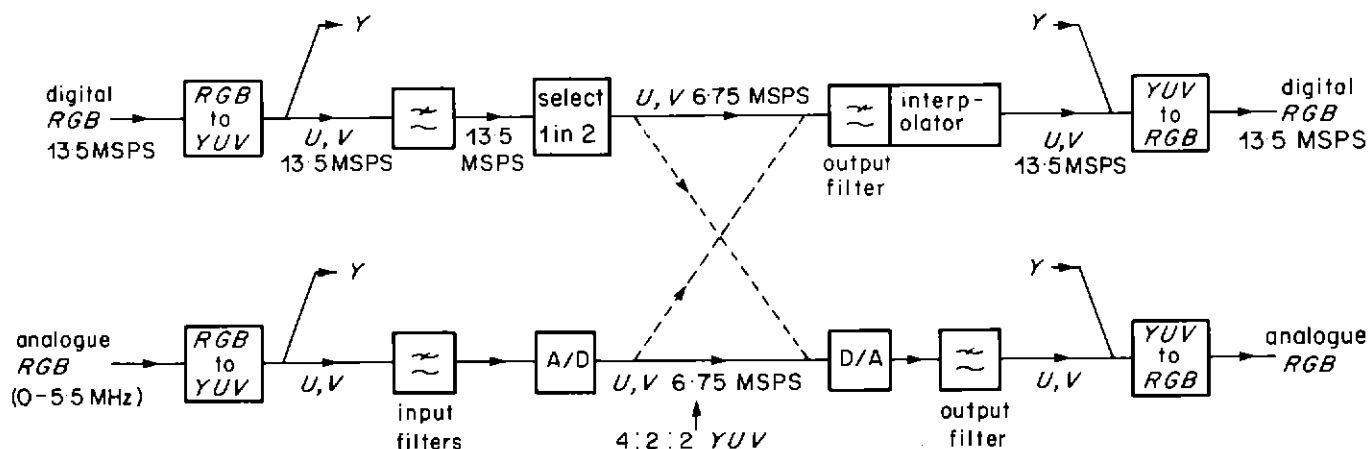 Y
Y
digital
RGB
13·5 MSPS
RGB
to
YUV
U, V
13·5 MSPS
13·5
MSPS
select
1 in 2
U, V 6·75 MSPS
interp-
olator
output
filter
U,V
13·5 MSPS
YUV
to
RGB
digital
RGB
13·5 MSPS
Y
Y
analogue
RGB
(0–5·5 MHz)
RGB
to
YUV
U,V
input
filters
A/D
U, V 6·75 MSPS
4:2:2 YUV
D/A
output
filter
U,V
YUV
to
RGB
analogue
RGB